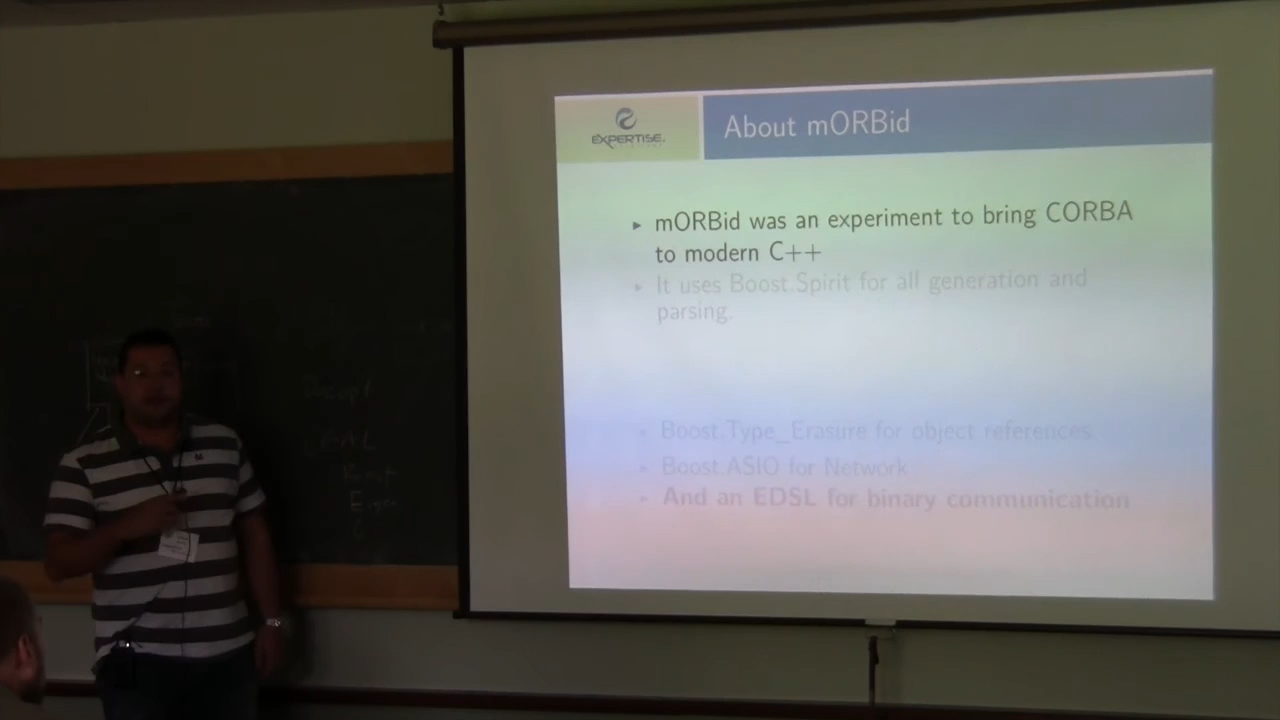 EXPERTISE
About mORBid
▸ mORBid was an experiment to bring CORBA
to modern C++
▸ It uses Boost.Spirit for all generation and
parsing.
Boost.Type_Erasure for object references
Boost.ASIO for Network
And an EDSL for binary communication